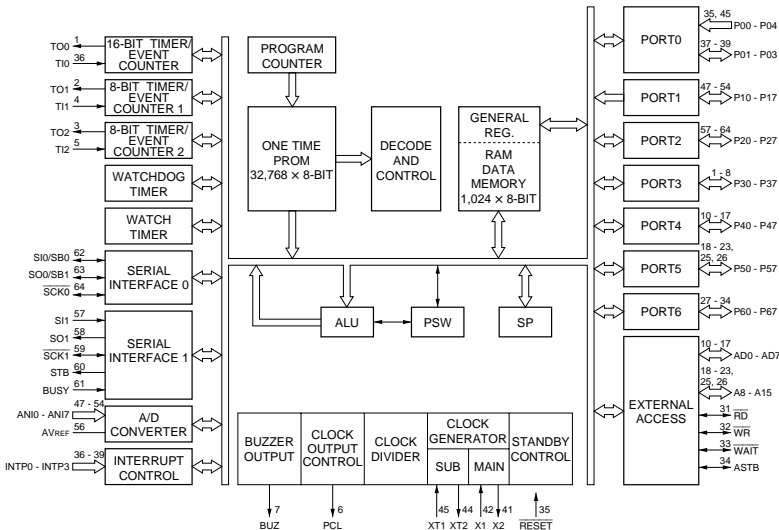 1
TO0
36
TI0
16-BIT TIMER/
EVENT
COUNTER
2
TO1
4
TI1
8-BIT TIMER/
EVENT
COUNTER 1
3
TO2
5
TI2
8-BIT TIMER/
EVENT
COUNTER 2
WATCHDOG
TIMER
WATCH
TIMER
62
SI0/SB0
63
SO0/SB1
64
SCK0
SERIAL
INTERFACE 0
57
SI1
58
SO1
59
SCK1
60
STB
61
BUSY
SERIAL
INTERFACE 1
47 - 54
ANI0 - ANI7
56
AVREF
A/D
CONVERTER
36 - 39
INTP0 - INTP3
INTERRUPT
CONTROL
PROGRAM
COUNTER
ONE TIME
PROM
32,768 × 8-BIT
DECODE
AND
CONTROL
GENERAL
REG.
RAM
DATA
MEMORY
1,024 × 8-BIT
ALU
PSW
SP
BUZZER
OUTPUT
CLOCK
OUTPUT
CONTROL
CLOCK
DIVIDER
CLOCK
GENERATOR
SUB
MAIN
STANDBY
CONTROL
7
BUZ
6
PCL
45
XT1
44
XT2
42
X1
41
X2
35
RESET
PORT0
35, 45
P00 - P04
37 - 39
P01 - P03
PORT1
47 - 54
P10 - P17
PORT2
57 - 64
P20 - P27
PORT3
1 - 8
P30 - P37
PORT4
10 - 17
P40 - P47
PORT5
18 - 23,
25, 26
P50 - P57
PORT6
27 - 34
P60 - P67
EXTERNAL
ACCESS
10 - 17
AD0 - AD7
18 - 23,
25, 26
A8 - A15
31
RD
32
WR
33
WAIT
34
ASTB